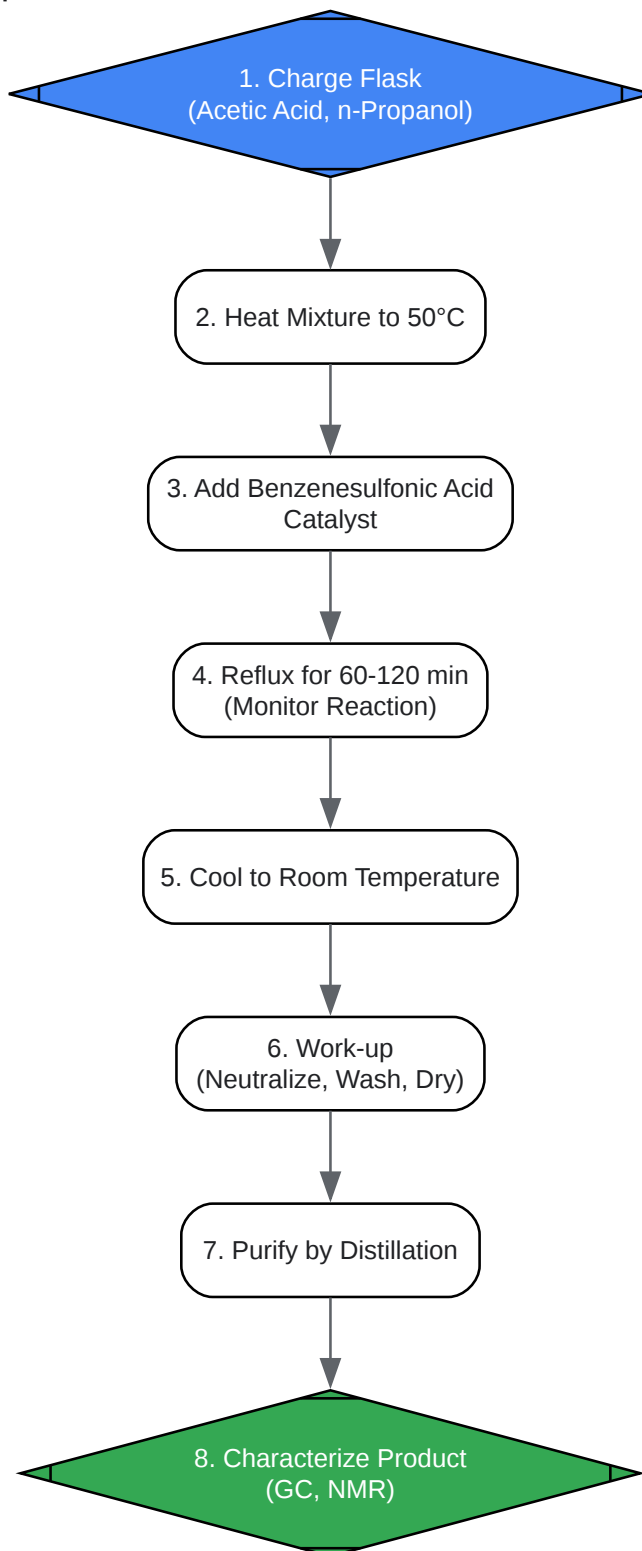 1. Charge Flask
(Acetic Acid, n-Propanol)
2. Heat Mixture to 50°C
3. Add Benzenesulfonic Acid
Catalyst
4. Reflux for 60-120 min
(Monitor Reaction)
5. Cool to Room Temperature
6. Work-up
(Neutralize, Wash, Dry)
7. Purify by Distillation
8. Characterize Product
(GC, NMR)